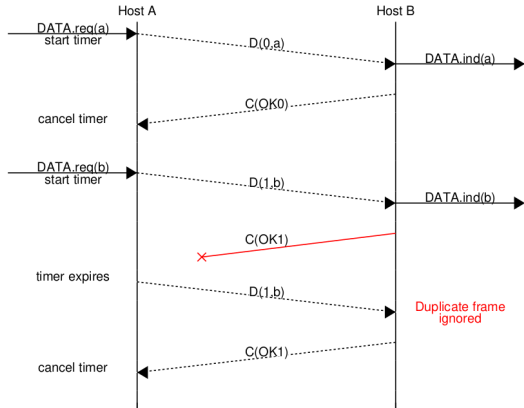 Host A
Host B
DATA.req(a)
start timer
D(0,a)
DATA.ind(a)
C(OK0)
cancel timer
DATA.req(b)
start timer
D(1,b)
DATA.ind(b)
C(OK1)
timer expires
D(1,b)
Duplicate frame
ignored
C(OK1)
cancel timer